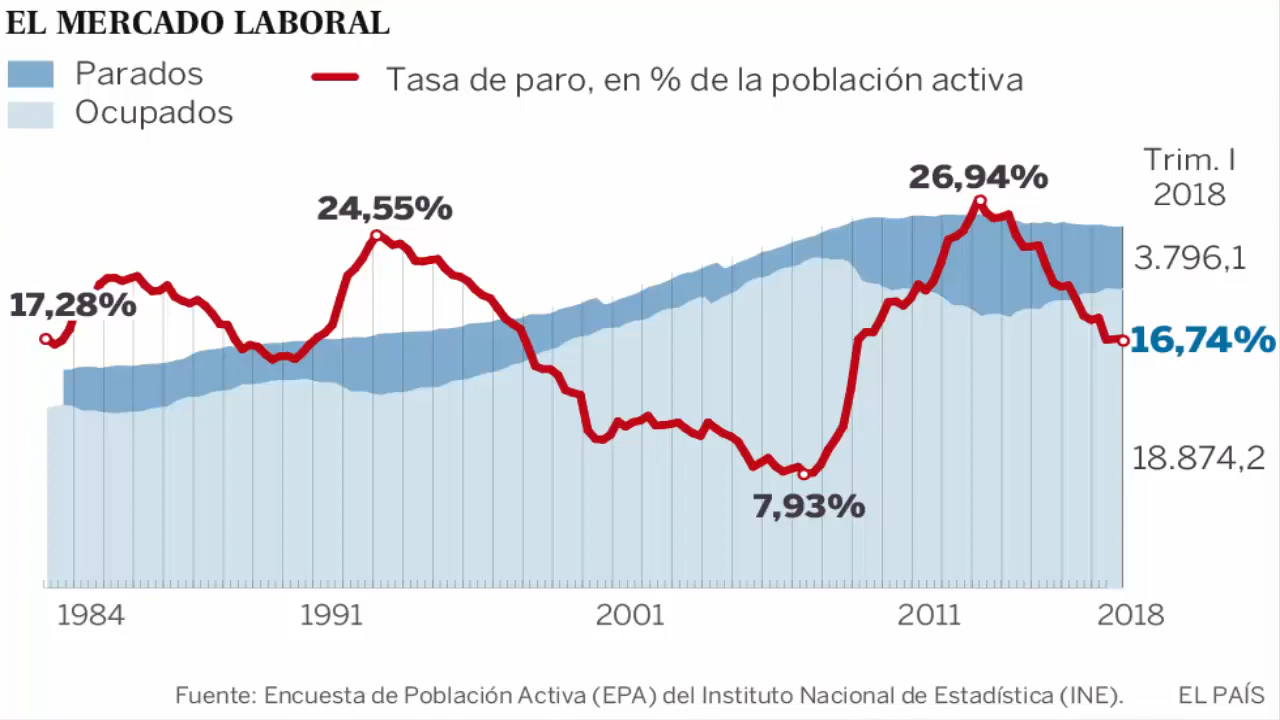 EL MERCADO LABORAL
Parados
Tasa de paro, en % de la población activa
Ocupados
Trim. I
2018
26,94%
24,55%
3.796,1
17,28%
16,74%
18.874,2
7,93%
1984
1991
2001
2011
2018
Fuente: Encuesta de Población Activa (EPA) del Instituto Nacional de Estadística (INE).
EL PAÍS